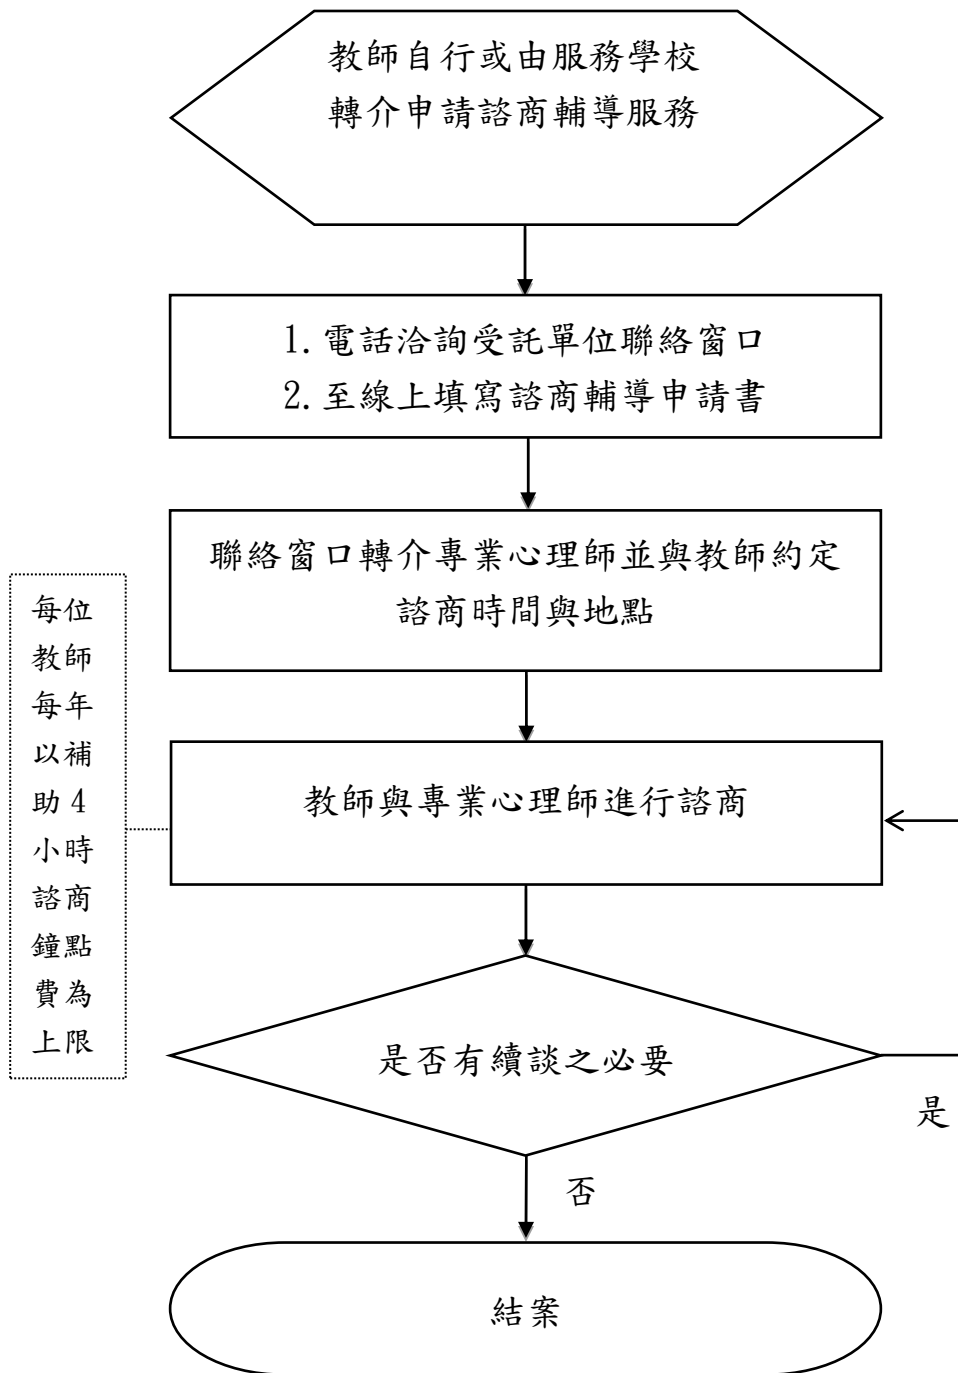 教師自行或由服務學校
轉介申請諮商輔導服務
1.電話洽詢受託單位聯絡窗口
2.至線上填寫諮商輔導申請書
聯絡窗口轉介專業心理師並與教師約定
諮商時間與地點
每位
教師
每年
以補
助4
小時
諮商
鐘點
費為
上限
教師與專業心理師進行諮商
是否有續談之必要
是
否
結案